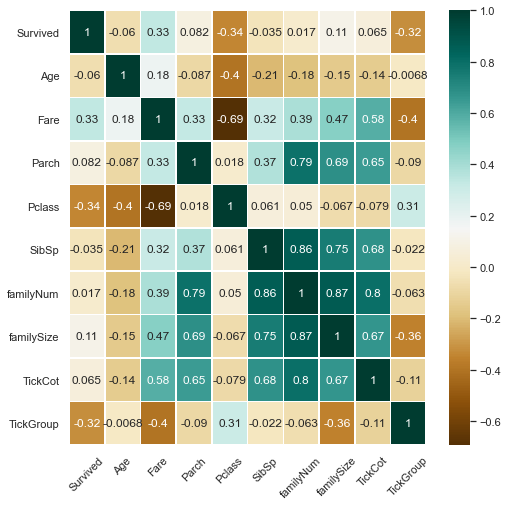 Survived 1 -0.06 0.33 0.082 -0.34 -0.035 0.017 0.11 0.065 -0.32
Age -0.06 1 0.18 -0.087 -0.4 -0.21 -0.18 -0.15 -0.14 -0.0068
Fare 0.33 0.18 1 0.33 -0.69 0.32 0.39 0.47 0.58 -0.4
Parch 0.082 -0.087 0.33 1 0.018 0.37 0.79 0.69 0.65 -0.09
Pclass -0.34 -0.4 -0.69 0.018 1 0.061 0.05 -0.067 -0.079 0.31
SibSp -0.035 -0.21 0.32 0.37 0.061 1 0.86 0.75 0.68 -0.022
familyNum 0.017 -0.18 0.39 0.79 0.05 0.86 1 0.87 0.8 -0.063
familySize 0.11 -0.15 0.47 0.69 -0.067 0.75 0.87 1 0.67 -0.36
TickCot 0.065 -0.14 0.58 0.65 -0.079 0.68 0.8 0.67 1 -0.11
TickGroup -0.32 -0.0068 -0.4 -0.09 0.31 -0.022 -0.063 -0.36 -0.11 1
Survived Age Fare Parch Pclass SibSp familyNum familySize TickCot TickGroup
1.0
0.8
0.6
0.4
0.2
0.0
−0.2
−0.4
−0.6